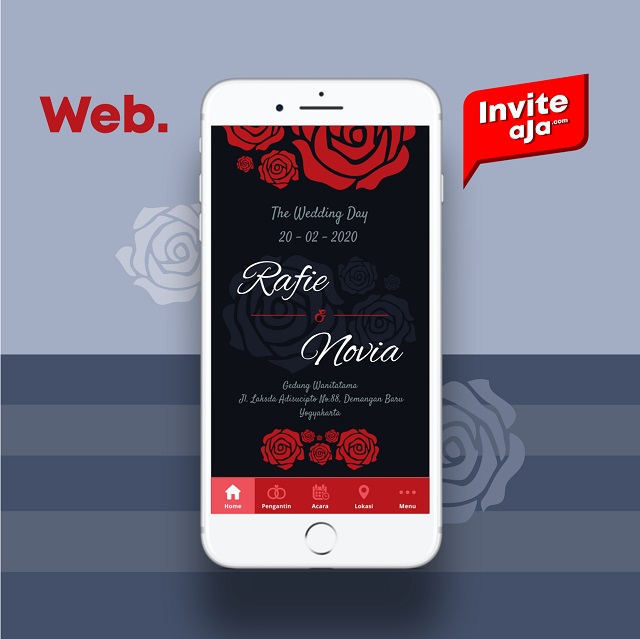 Web.
Invite
aja.com
The Wedding Day
20 - 02 - 2020
Rafie
&
Novia
Gedung Wanitatama
Jl. Laksda Adisucipto No.88, Demangan Baru
Yogyakarta
Home Pengantin Acara Lokasi Menu